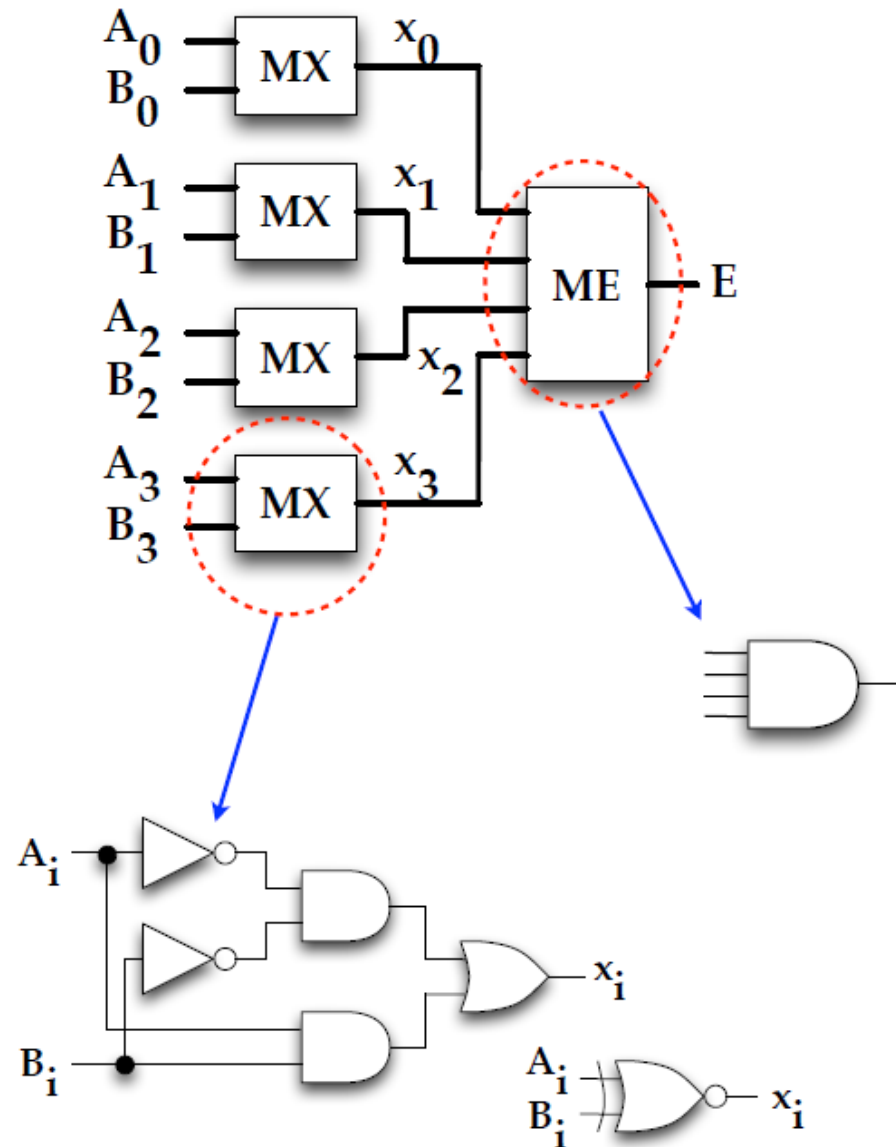 A₀
B₀
MX
x₀
A₁
B₁
MX
x₁
A₂
B₂
MX
x₂
A₃
B₃
MX
x₃
ME
E
Aᵢ
Bᵢ
xᵢ
Aᵢ
Bᵢ
xᵢ